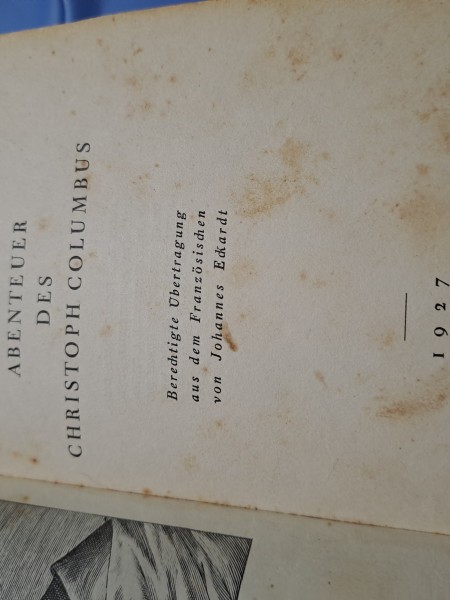 ABENTEUER
DES
CHRISTOPH COLUMBUS
Berechtigte Übertragung
aus dem Französischen
von Johannes Eckardt
1927